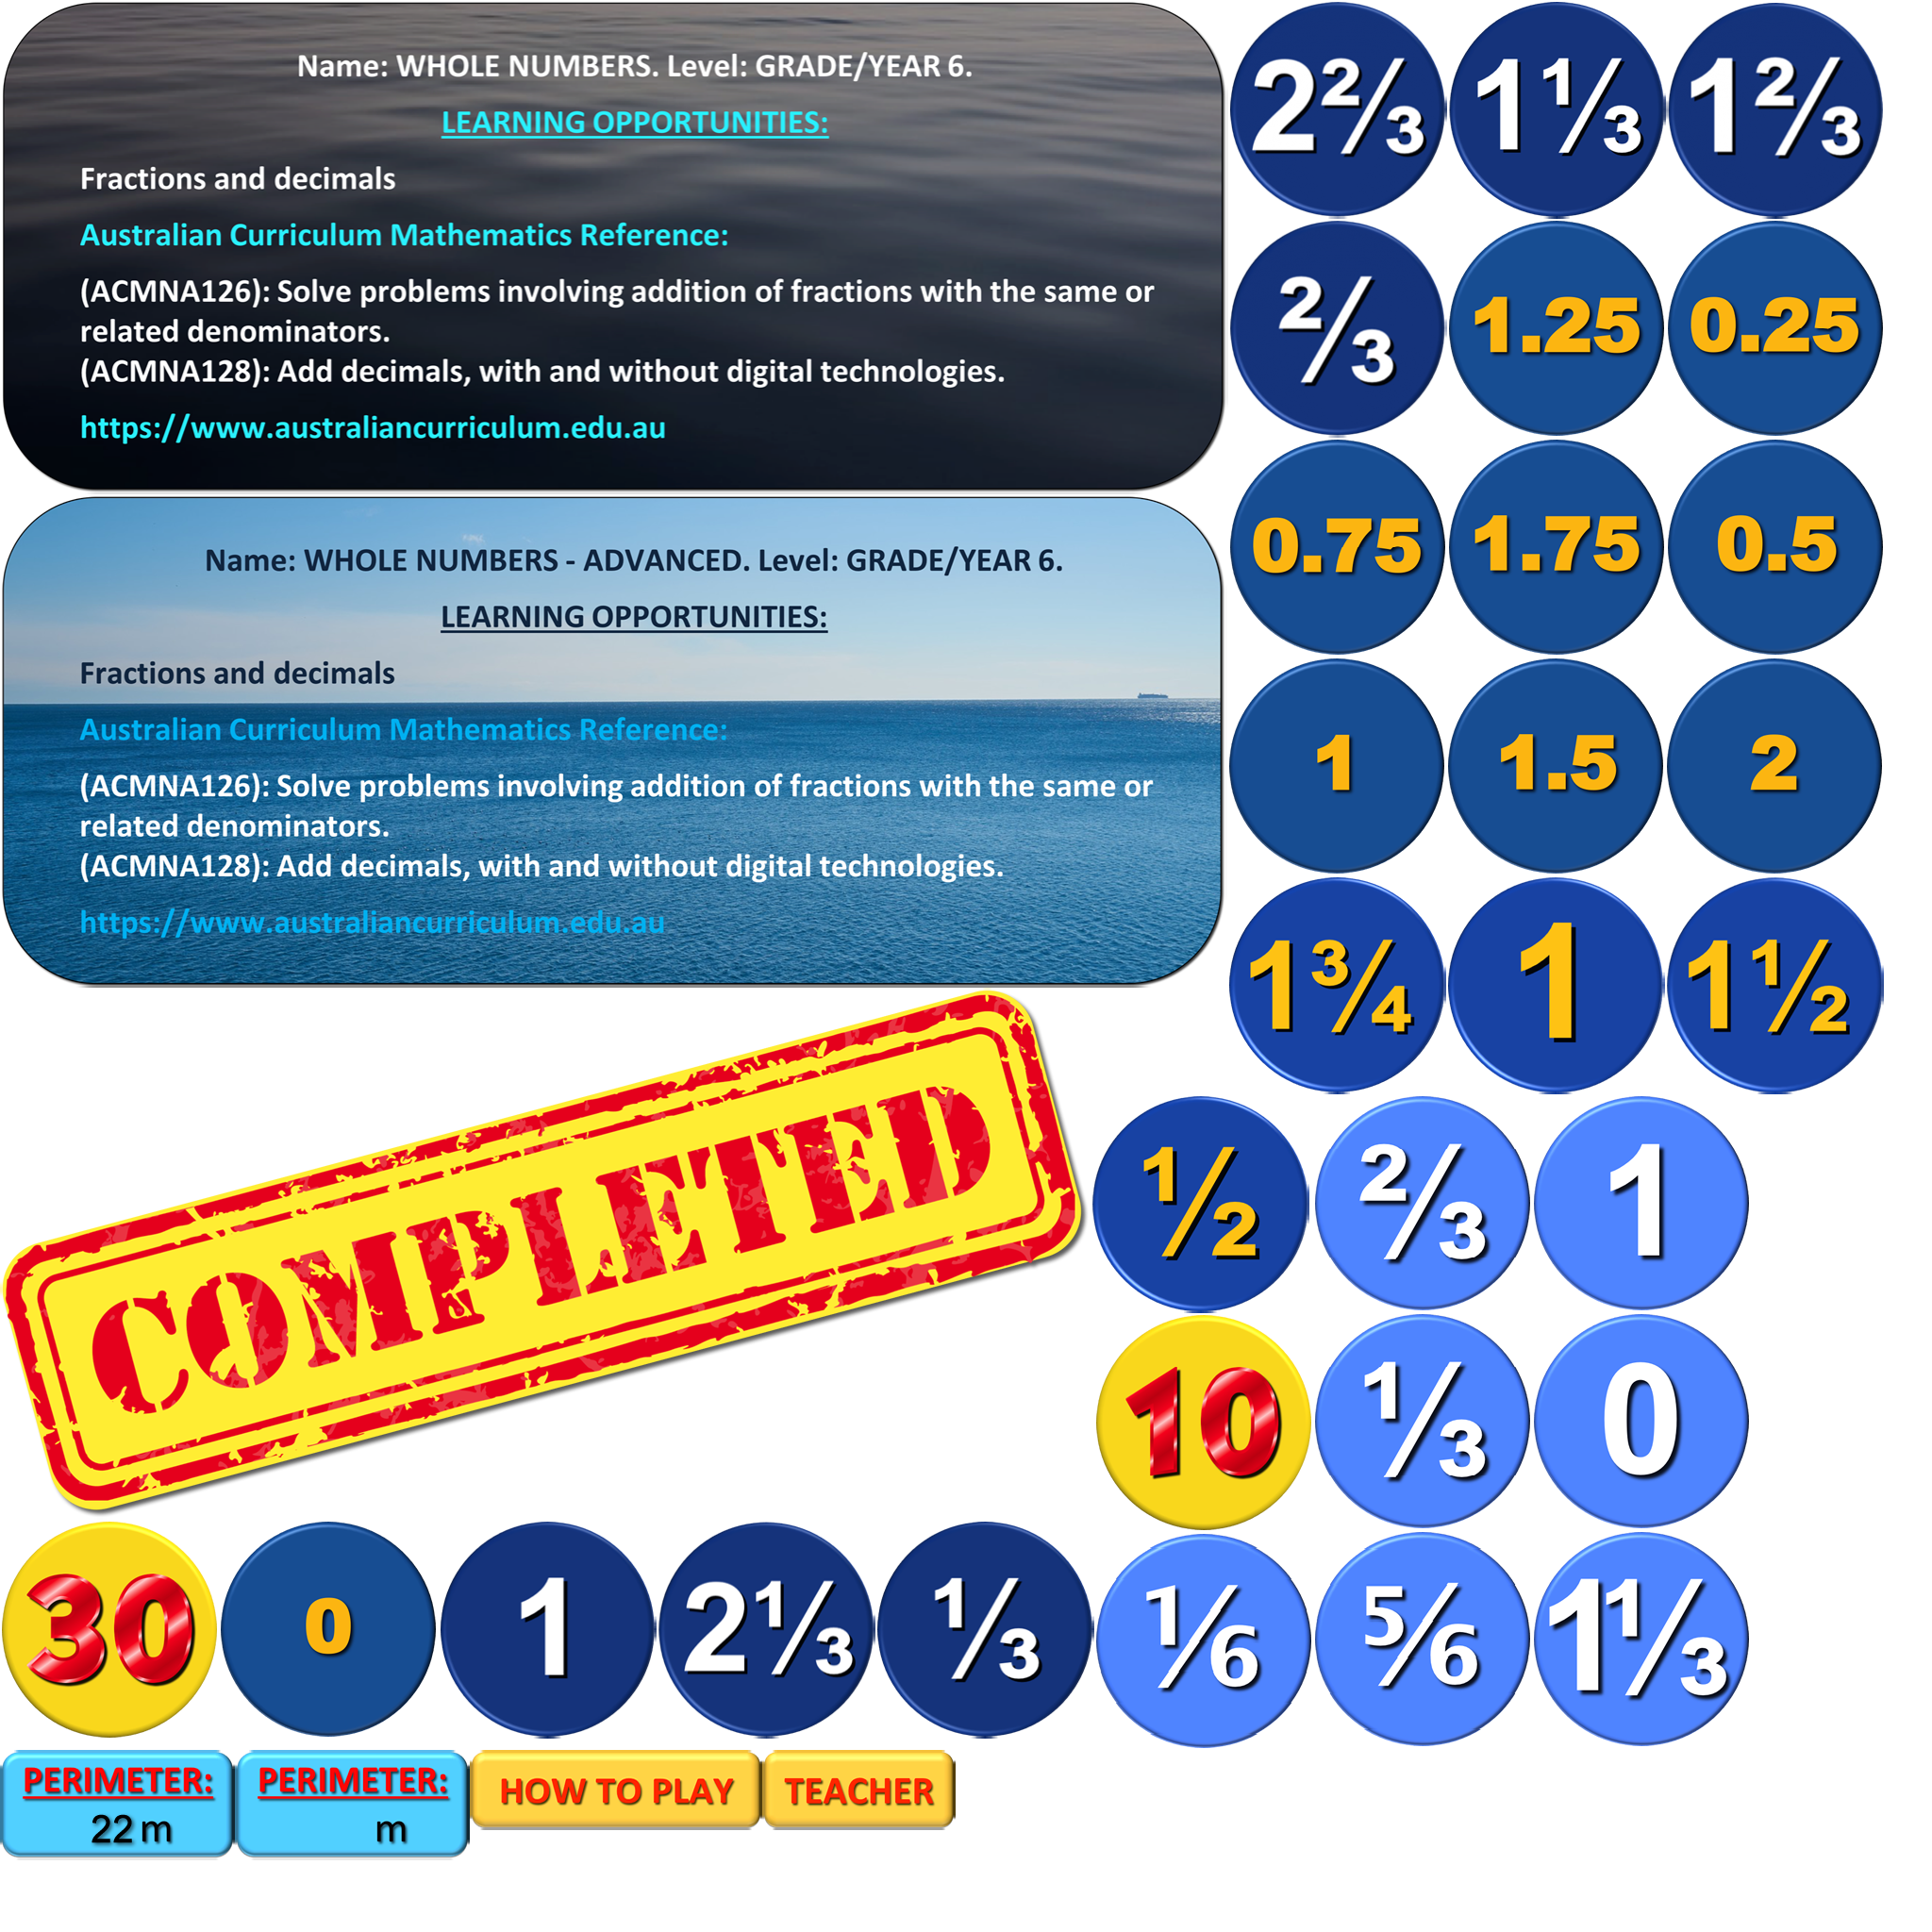 Name: WHOLE NUMBERS. Level: GRADE/YEAR 6.
LEARNING OPPORTUNITIES:
Fractions and decimals
Australian Curriculum Mathematics Reference:
(ACMNA126): Solve problems involving addition of fractions with the same or
related denominators.
(ACMNA128): Add decimals, with and without digital technologies.
https://www.australiancurriculum.edu.au
2⅔ 1⅓ 1⅔
⅔ 1.25 0.25
0.75 1.75 0.5
1 1.5 2
1¾ 1 1½
Name: WHOLE NUMBERS - ADVANCED. Level: GRADE/YEAR 6.
LEARNING OPPORTUNITIES:
Fractions and decimals
Australian Curriculum Mathematics Reference:
(ACMNA126): Solve problems involving addition of fractions with the same or
related denominators.
(ACMNA128): Add decimals, with and without digital technologies.
https://www.australiancurriculum.edu.au
COMPLETED
½ ⅔ 1
10 ⅓ 0
30 0 1 2⅓ ⅓ ⅙ ⅚ 1⅓
PERIMETER:
22 m
PERIMETER:
m
HOW TO PLAY
TEACHER